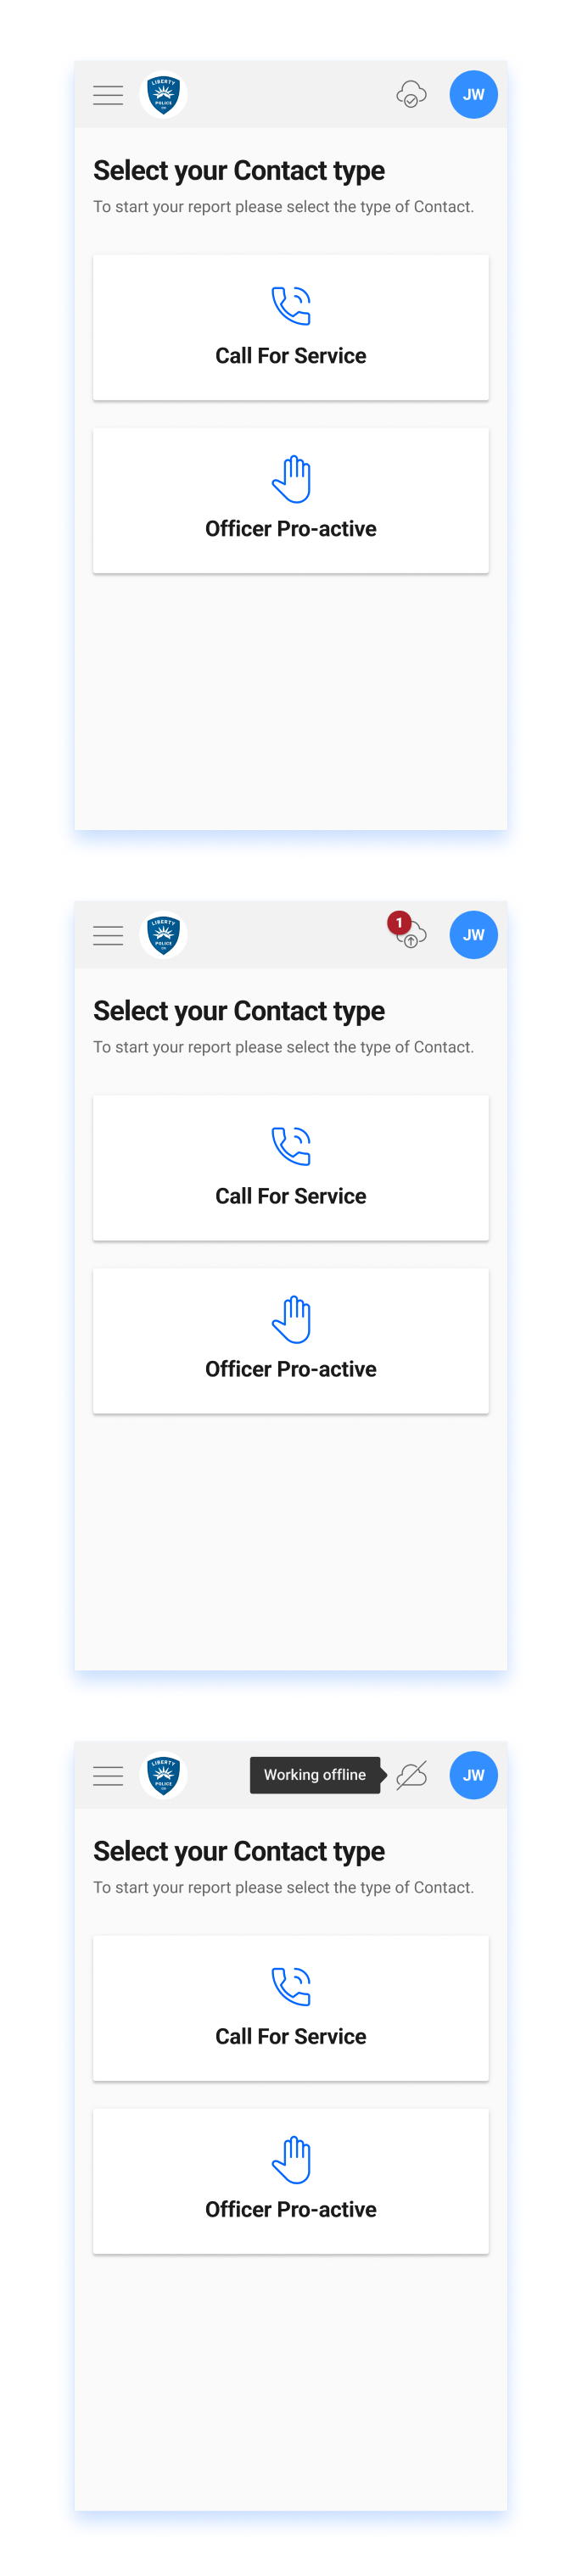 LIBERTY
POLICE
JW
Select your Contact type
To start your report please select the type of Contact.
Call For Service
Officer Pro-active
LIBERTY
POLICE
1
JW
Select your Contact type
To start your report please select the type of Contact.
Call For Service
Officer Pro-active
LIBERTY
POLICE
Working offline
JW
Select your Contact type
To start your report please select the type of Contact.
Call For Service
Officer Pro-active